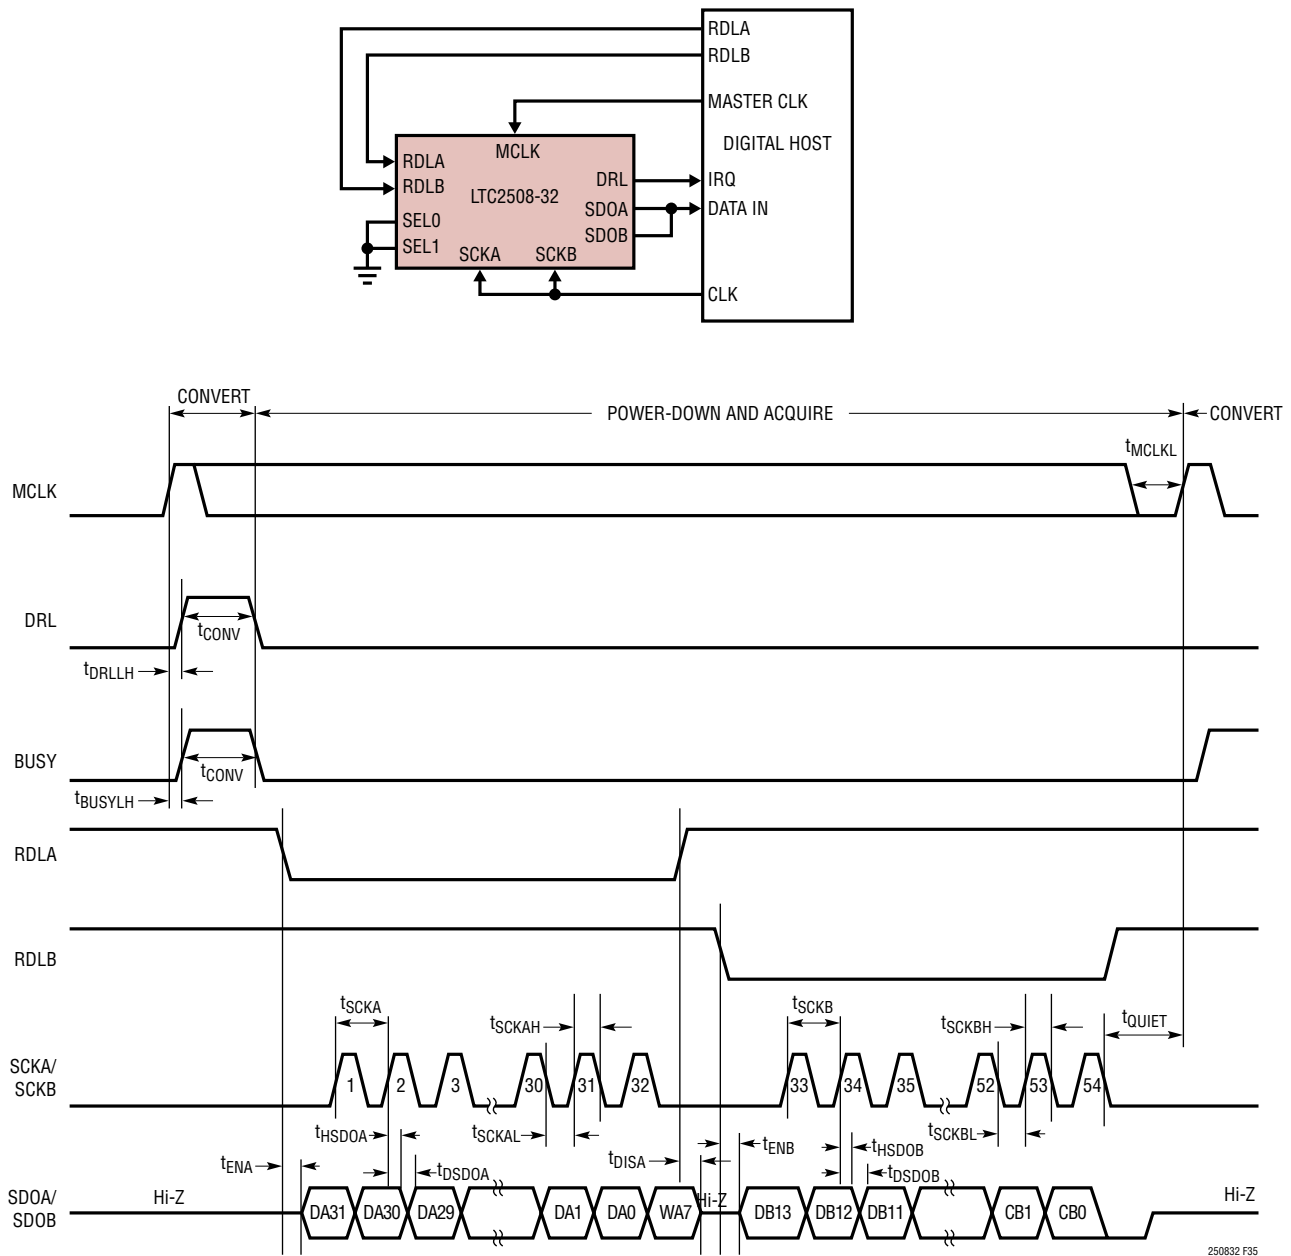 RDLA
RDLB
MASTER CLK
DIGITAL HOST
IRQ
DATA IN
CLK
MCLK
RDLA
RDLB
LTC2508-32
DRL
SDOA
SDOB
SEL0
SEL1
SCKA
SCKB
CONVERT
POWER-DOWN AND ACQUIRE
CONVERT
tMCLKL
MCLK
DRL
tCONV
tDRLLH
BUSY
tCONV
tBUSYLH
RDLA
RDLB
tSCKA
tSCKAH
tSCKB
tSCKBH
tQUIET
SCKA/
SCKB
1 2 3 30 31 32 33 34 35 52 53 54
tHSDOA
tSCKAL
tSCKBL
tENA
tDSDOA
tDISA
tENB
tHSDOB
tDSDOB
SDOA/
SDOB
Hi-Z
DA31 DA30 DA29 DA1 DA0 WA7
Hi-Z
DB13 DB12 DB11 CB1 CB0
Hi-Z
250832 F35